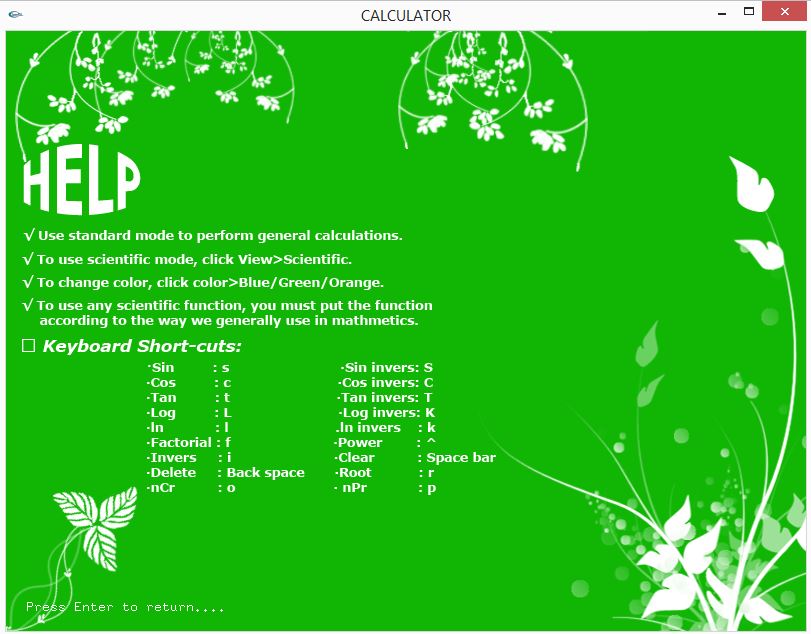 CALCULATOR
HELP
√ Use standard mode to perform general calculations.
√ To use scientific mode, click View>Scientific.
√ To change color, click color>Blue/Green/Orange.
√ To use any scientific function, you must put the function
according to the way we generally use in mathmetics.
□ Keyboard Short-cuts:
·Sin : s ·Sin invers: S
·Cos : c ·Cos invers: C
·Tan : t ·Tan invers: T
·Log : L ·Log invers: K
·ln : l .ln invers : k
·Factorial : f ·Power : ^
·Invers : i ·Clear : Space bar
·Delete : Back space ·Root : r
·nCr : o · nPr : p
Press Enter to return....